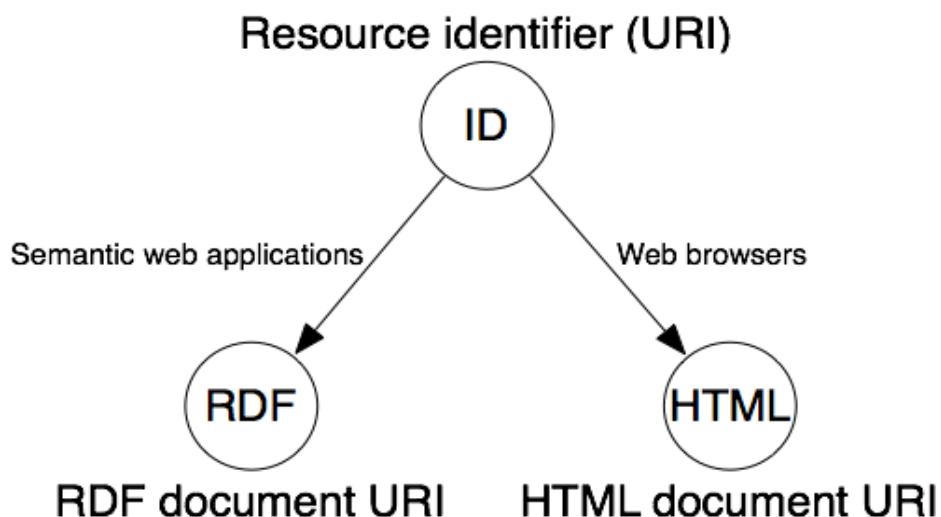 Resource identifier (URI)
ID
Semantic web applications
Web browsers
RDF
HTML
RDF document URI
HTML document URI